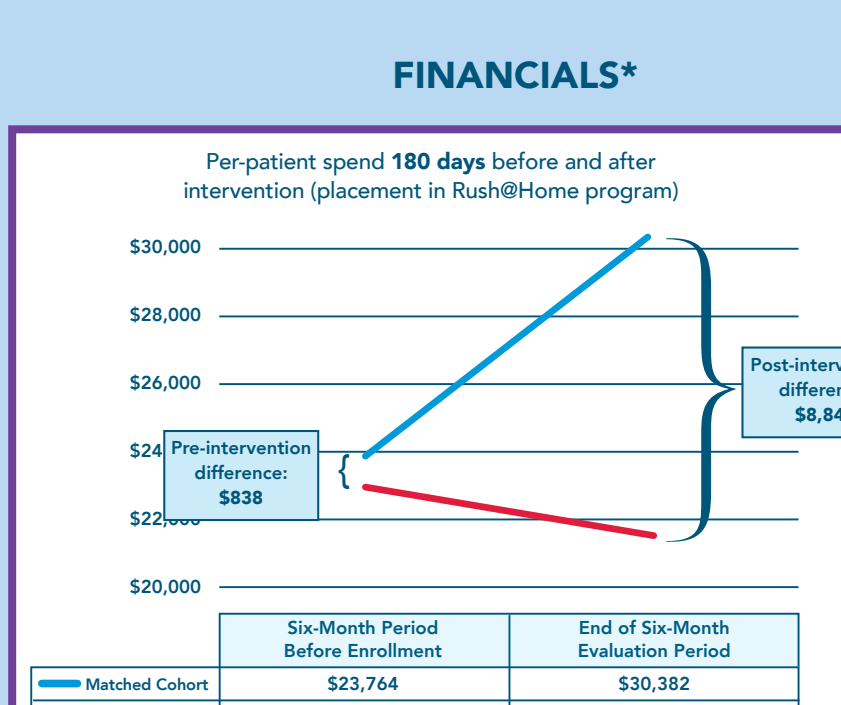 FINANCIALS*
Per-patient spend 180 days before and after
intervention (placement in Rush@Home program)
$30,000
$28,000
$26,000
Pre-intervention
difference:
$838
$20,000
Six-Month Period
Before Enrollment
End of Six-Month
Evaluation Period
Matched Cohort
$23,764
$30,382